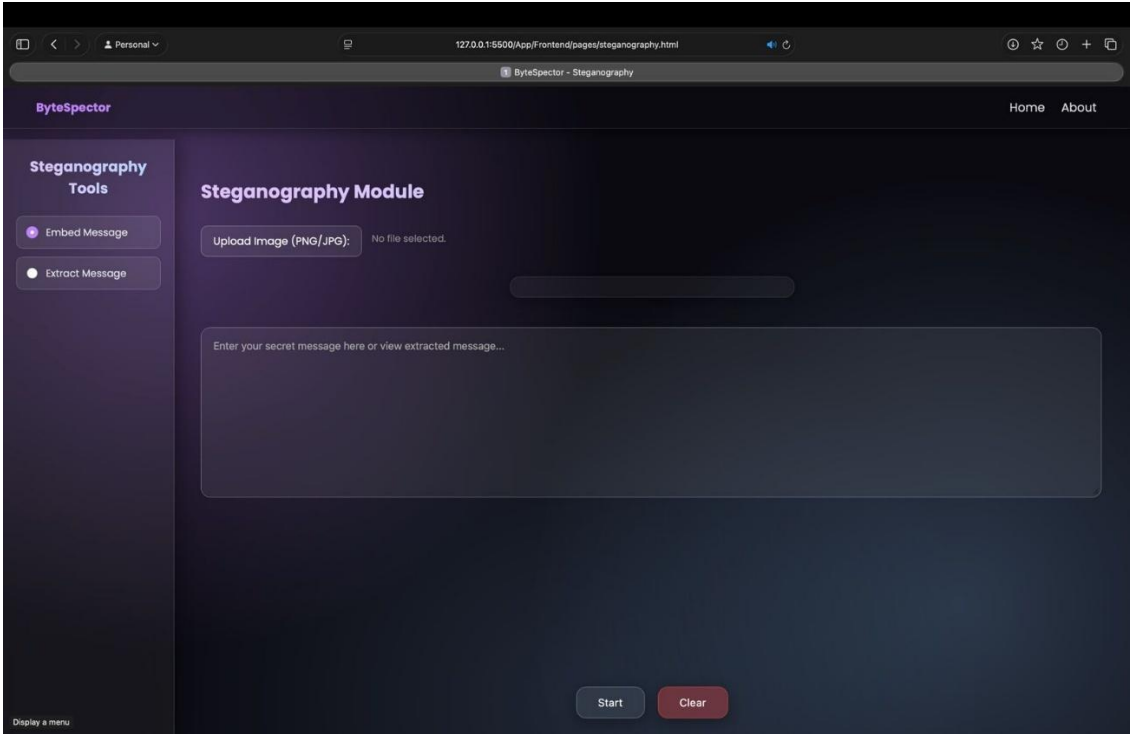 Personal
127.0.0.1:5500/App/Frontend/pages/steganography.html
1 ByteSpector - Steganography
ByteSpector
Home About
Steganography
Tools
Embed Message
Extract Message
Steganography Module
Upload Image (PNG/JPG):
No file selected.
Enter your secret message here or view extracted message...
Start
Clear
Display a menu